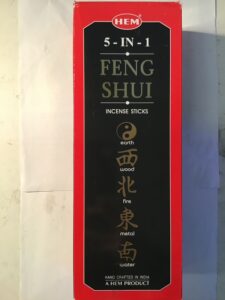 HEM
5-IN-1
FENG
SHUI
INCENSE STICKS
earth
西
wood
北
fire
東
metal
南
water
HAND CRAFTED IN INDIA
A HEM PRODUCT